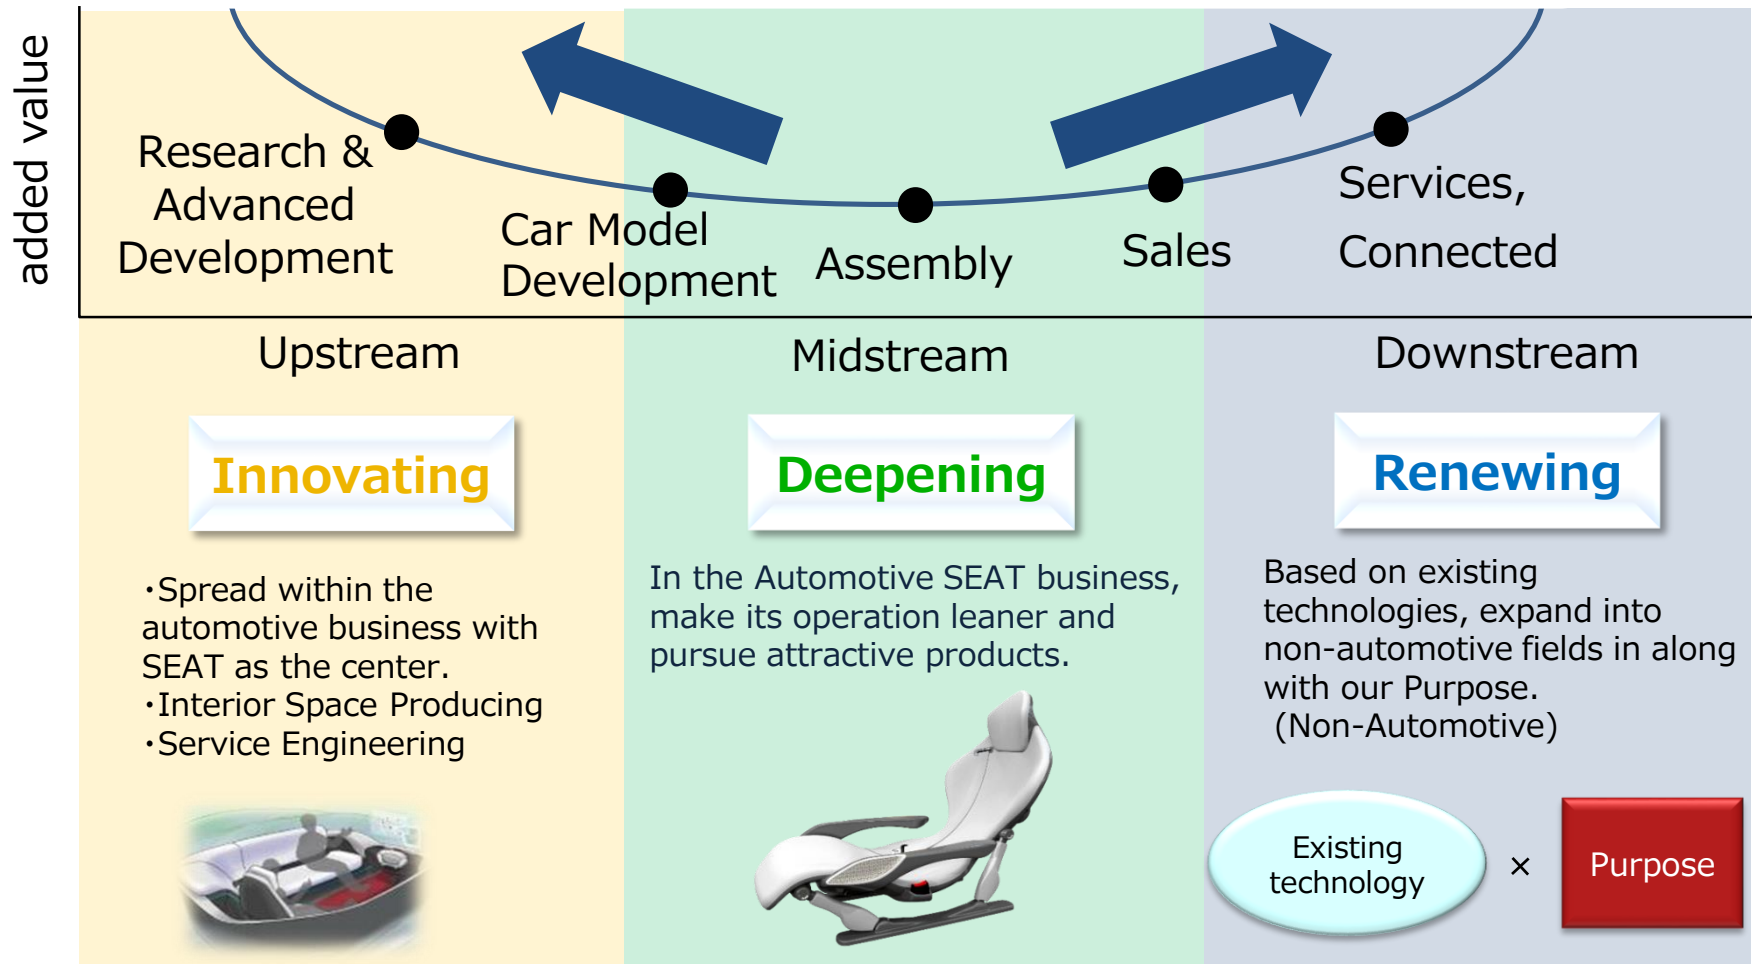 added value
Research &
Advanced
Development
Car Model
Development
Assembly
Sales
Services,
Connected
Upstream
Midstream
Downstream
Innovating
Deepening
Renewing
・Spread within the
automotive business with
SEAT as the center.
・Interior Space Producing
・Service Engineering
In the Automotive SEAT business,
make its operation leaner and
pursue attractive products.
Based on existing
technologies, expand into
non-automotive fields in along
with our Purpose.
(Non-Automotive)
Existing
technology
×
Purpose